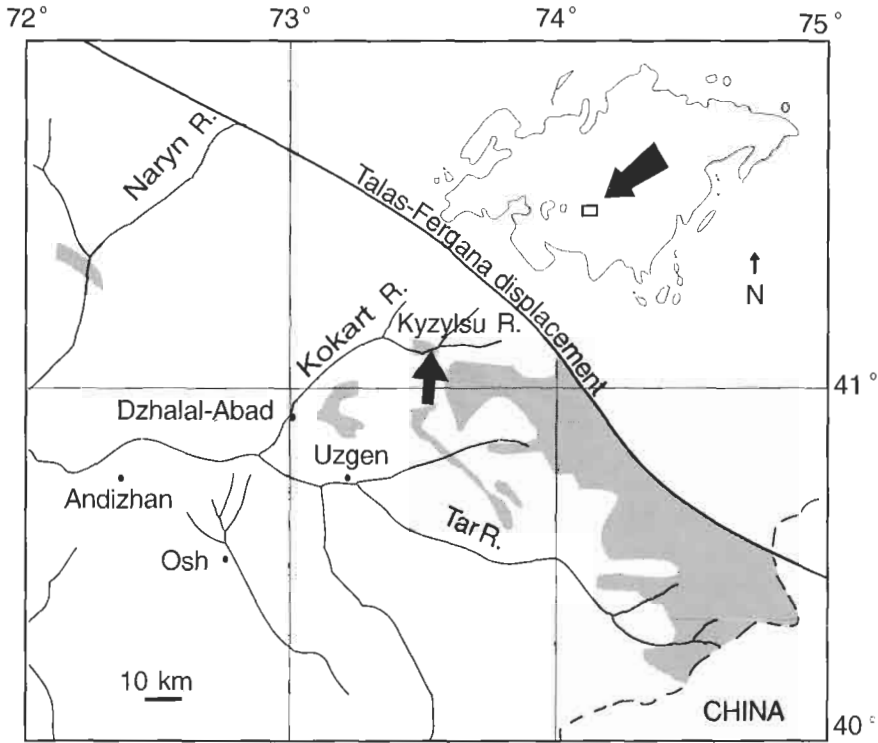 72°
73°
74°
75°
Naryn R.
Talas-Fergana displacement
N
Kokart R.
Kyzylsu R.
41°
Dzhalal-Abad
Uzgen
Andizhan
Tar R.
Osh
10 km
CHINA
40°